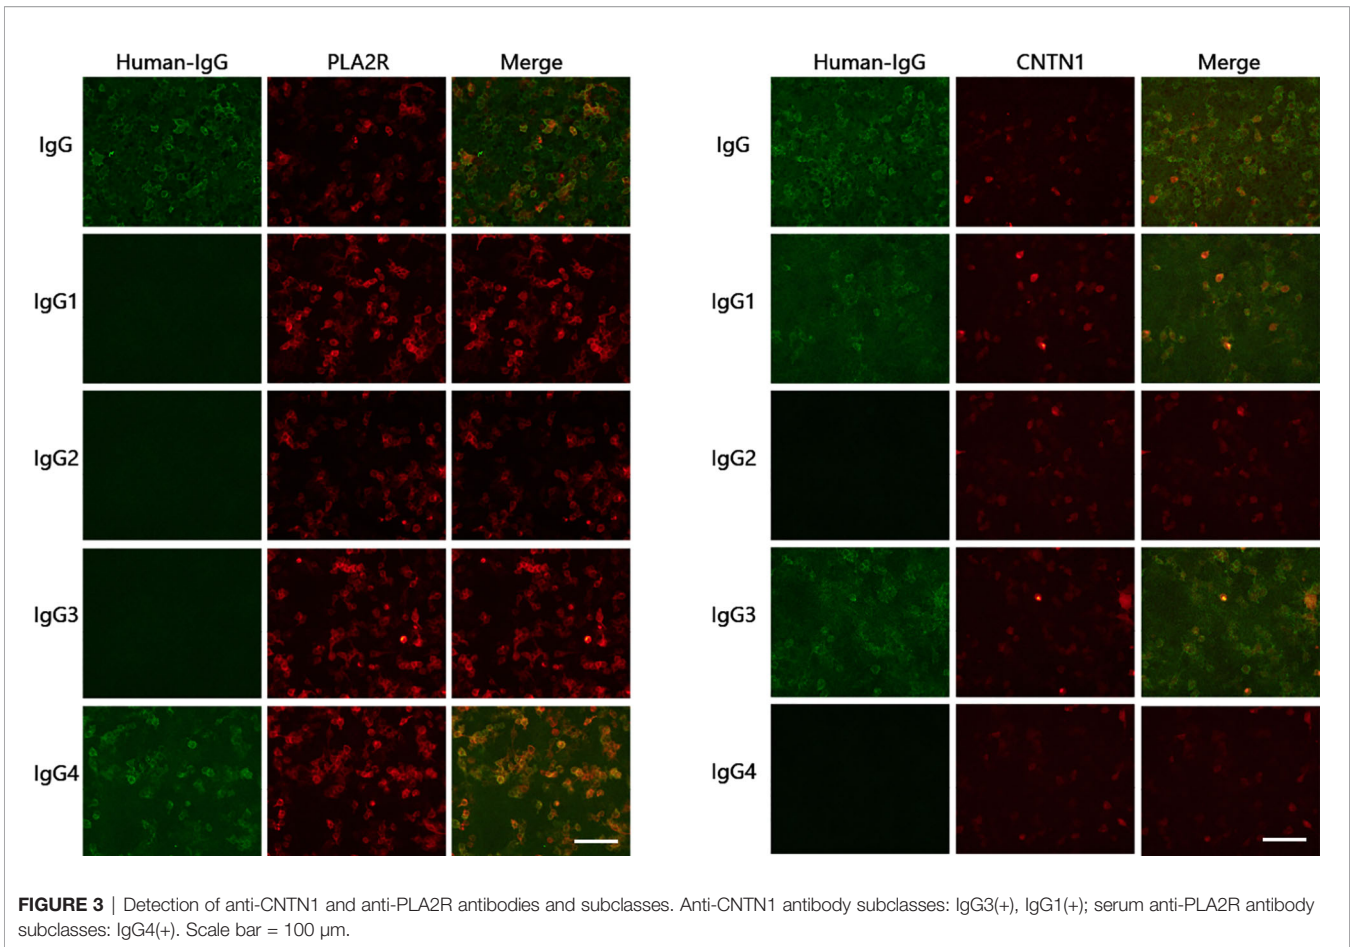 Human-IgG PLA2R Merge
IgG
IgG1
IgG2
IgG3
IgG4
Human-IgG CNTN1 Merge
IgG
IgG1
IgG2
IgG3
IgG4
FIGURE 3 | Detection of anti-CNTN1 and anti-PLA2R antibodies and subclasses. Anti-CNTN1 antibody subclasses: IgG3(+), IgG1(+); serum anti-PLA2R antibody
subclasses: IgG4(+). Scale bar = 100 µm.